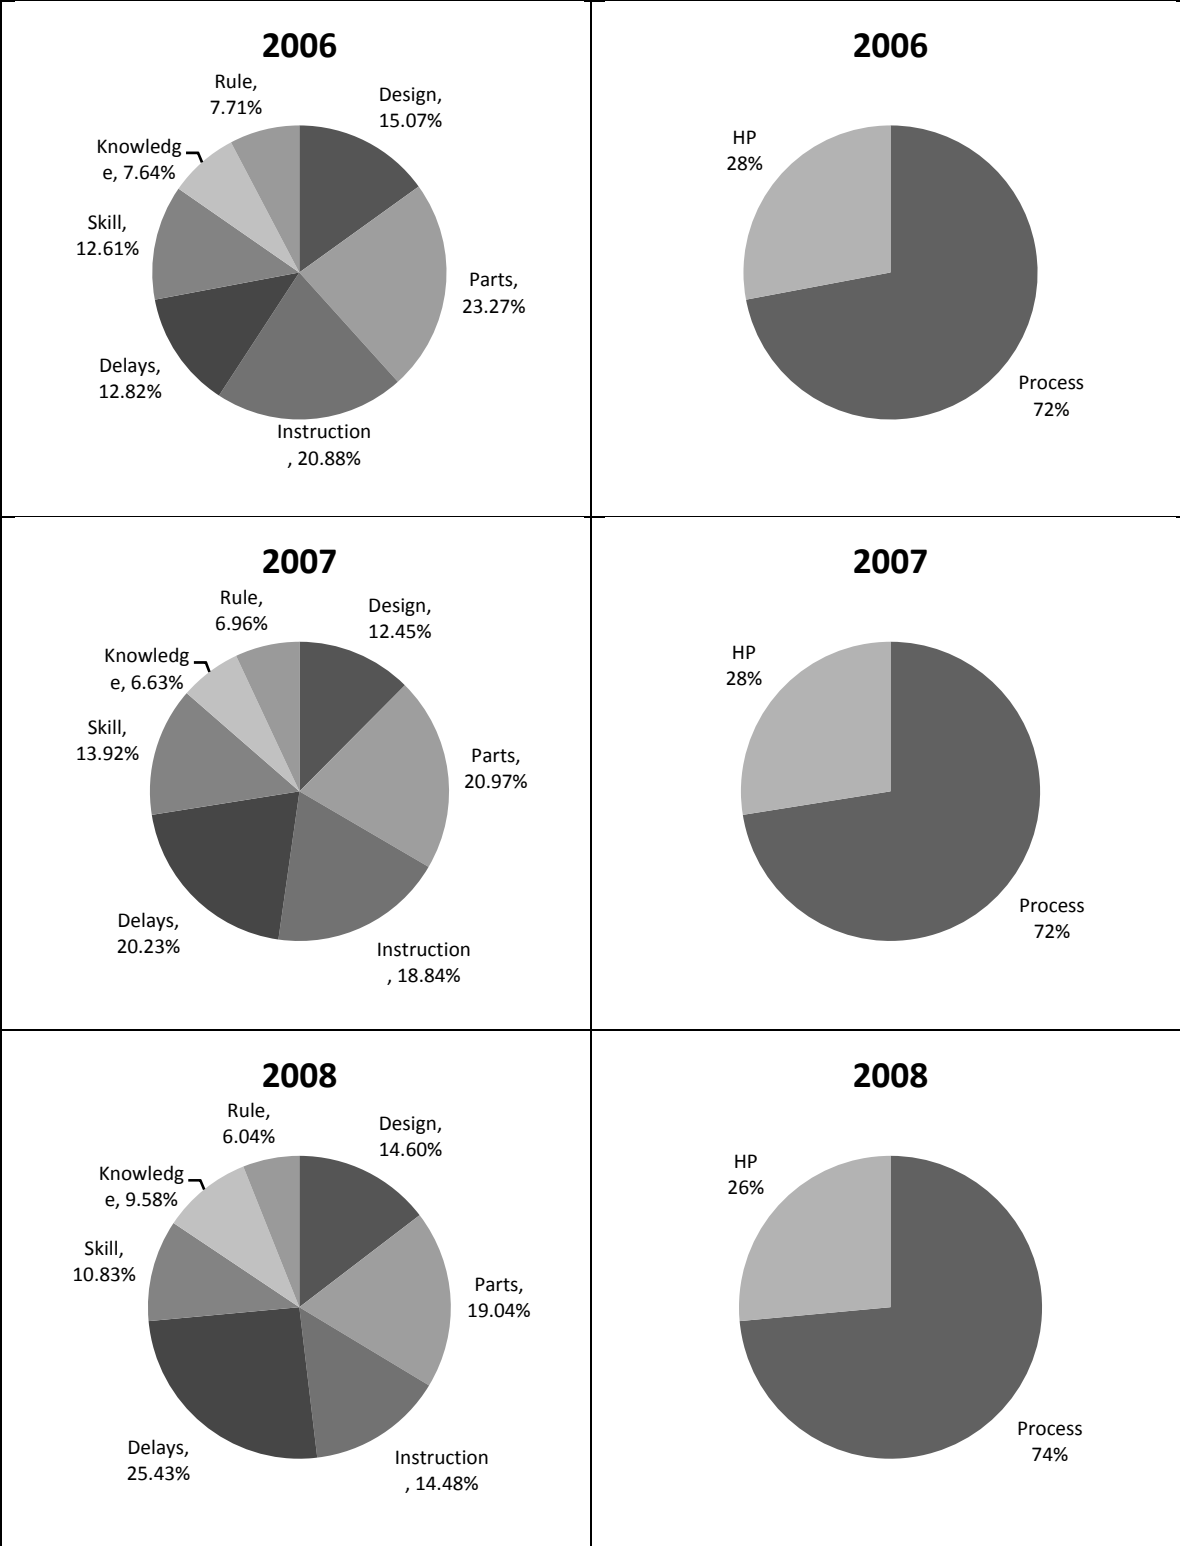 2006
Rule,
7.71%
Design,
15.07%
Knowledg
e, 7.64%
Skill,
12.61%
Parts,
23.27%
Delays,
12.82%
Instruction
, 20.88%
2006
HP
28%
Process
72%
2007
Rule,
6.96%
Design,
12.45%
Knowledg
e, 6.63%
Skill,
13.92%
Parts,
20.97%
Delays,
20.23%
Instruction
, 18.84%
2007
HP
28%
Process
72%
2008
Rule,
6.04%
Design,
14.60%
Knowledg
e, 9.58%
Skill,
10.83%
Parts,
19.04%
Delays,
25.43%
Instruction
, 14.48%
2008
HP
26%
Process
74%